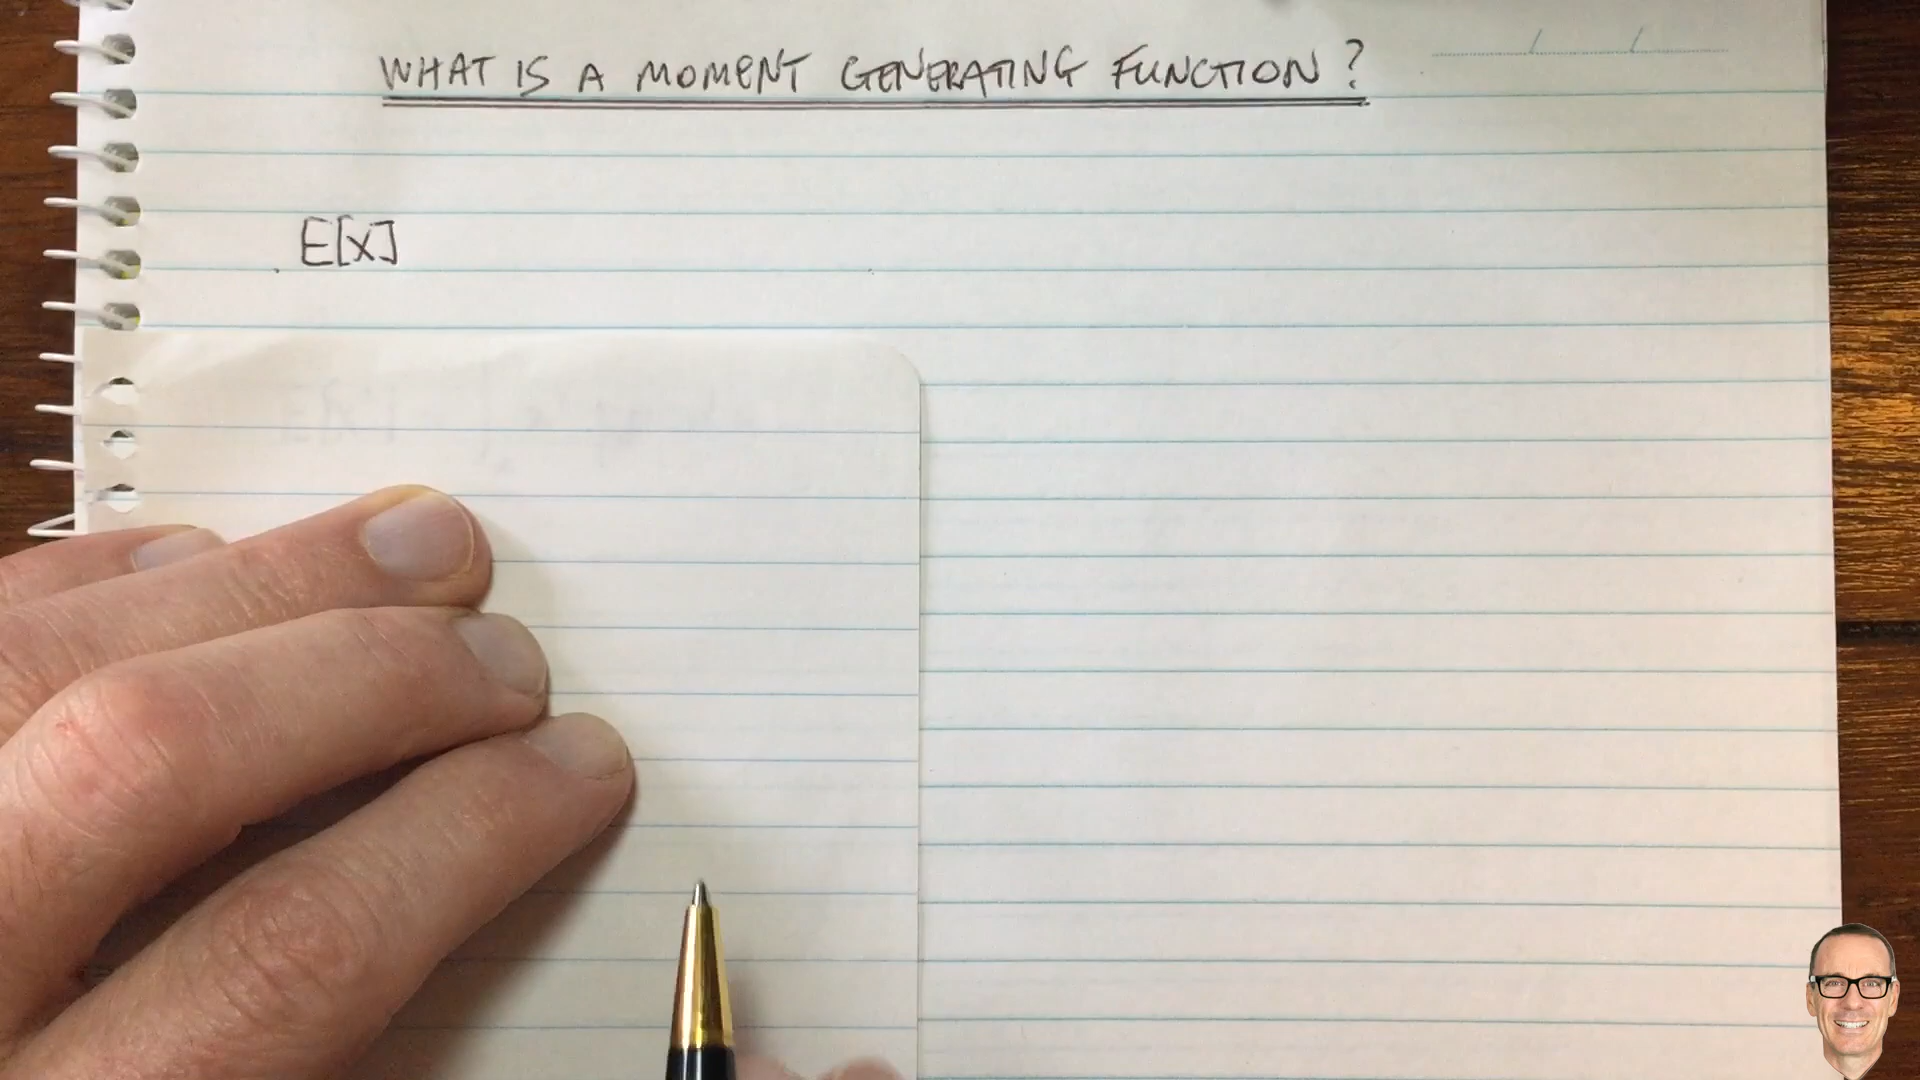 WHAT IS A MOMENT GENERATING FUNCTION?
E[X]